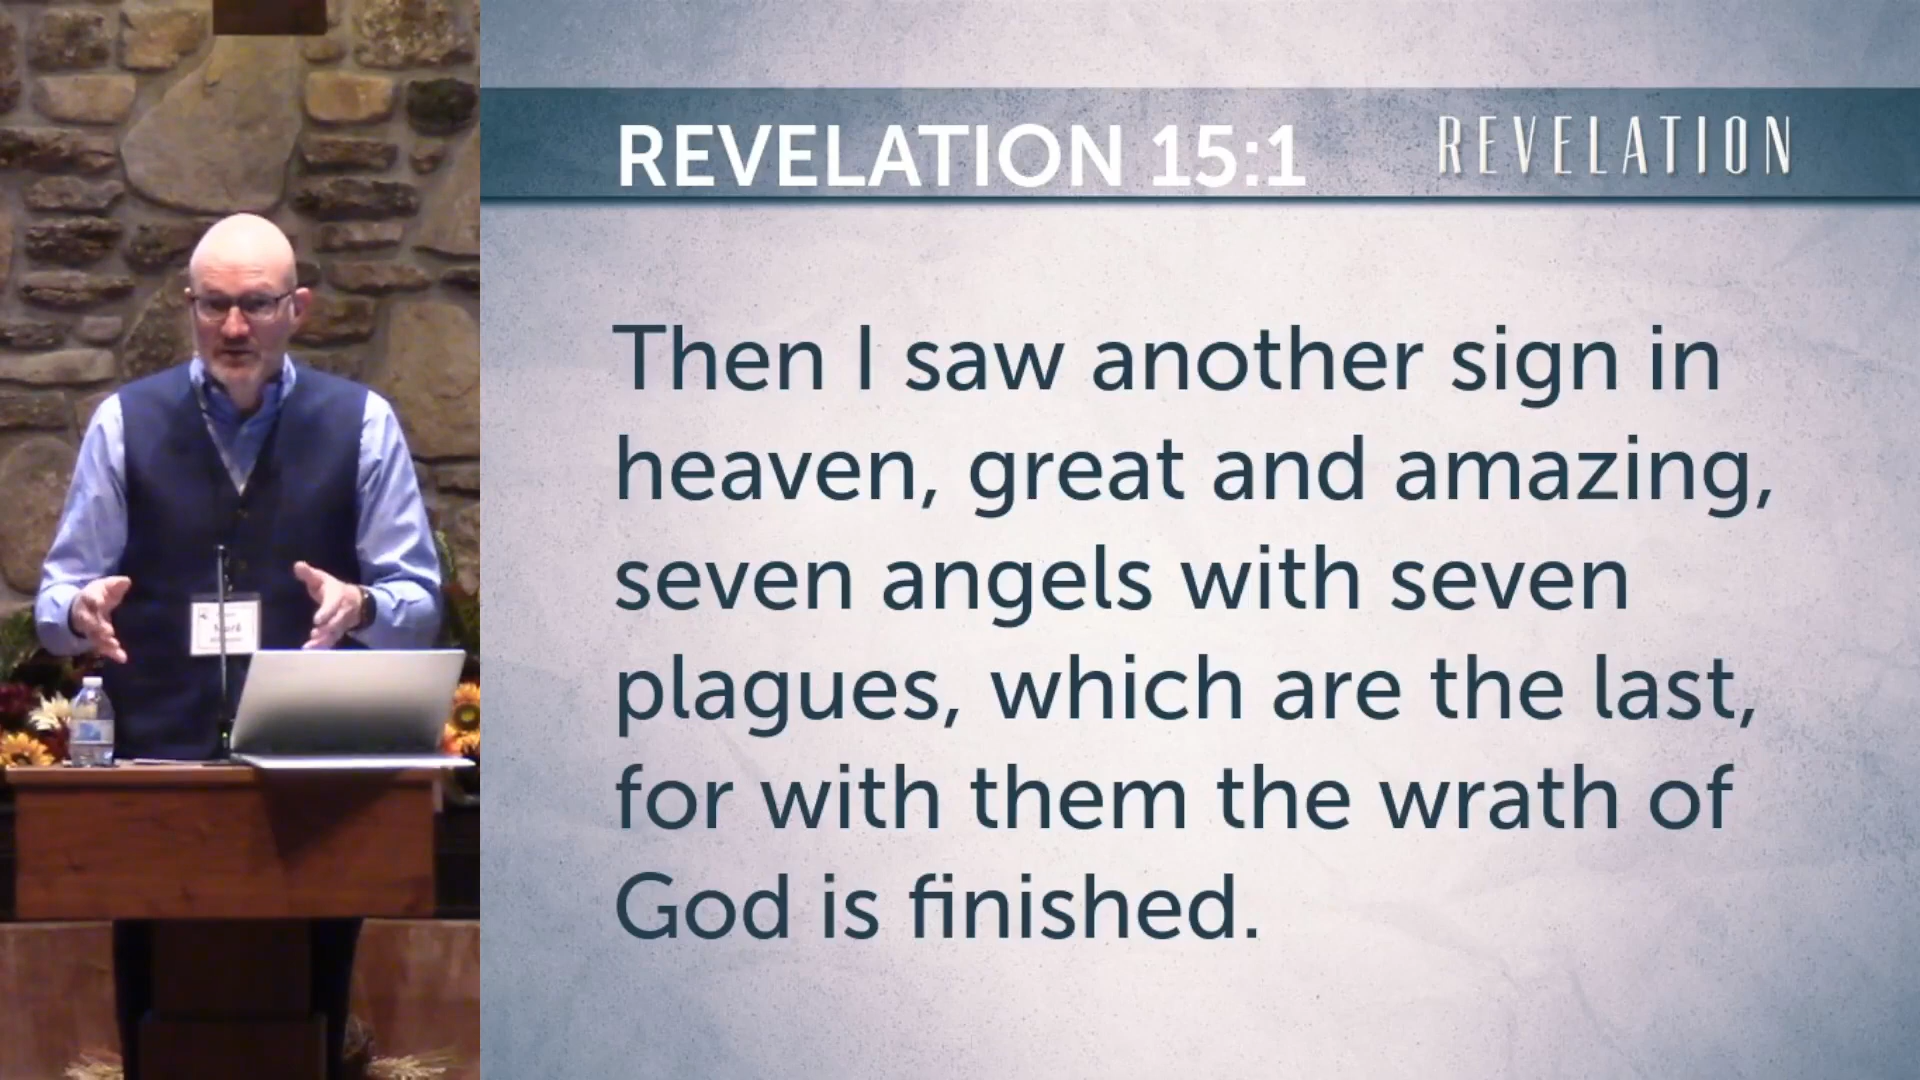 REVELATION 15:1
REVELATION
Then I saw another sign in
heaven, great and amazing,
seven angels with seven
plagues, which are the last,
for with them the wrath of
God is finished.